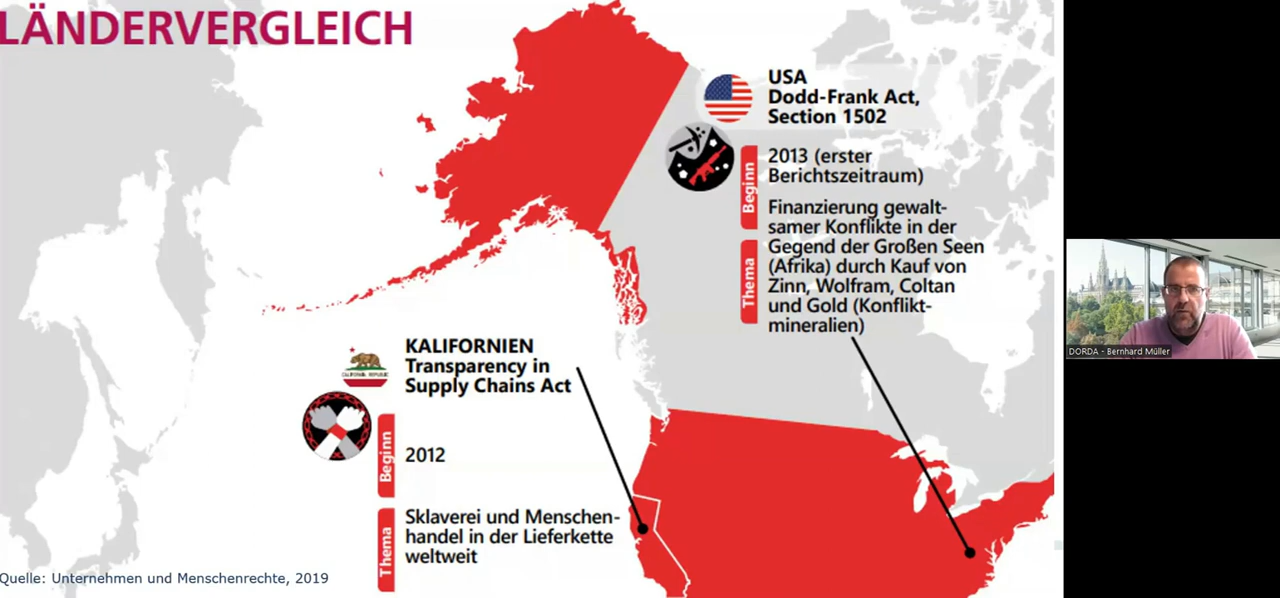 LÄNDERVERGLEICH
USA
Dodd-Frank Act,
Section 1502
Beginn
2013 (erster
Berichtszeitraum)
Thema
Finanzierung gewalt-
samer Konflikte in der
Gegend der Großen Seen
(Afrika) durch Kauf von
Zinn, Wolfram, Coltan
und Gold (Konflikt-
mineralien)
KALIFORNIEN
Transparency in
Supply Chains Act
CALIFORNIA REPUBLIC
Beginn
2012
Thema
Sklaverei und Menschen-
handel in der Lieferkette
weltweit
Quelle: Unternehmen und Menschenrechte, 2019
DORDA - Bernhard Müller